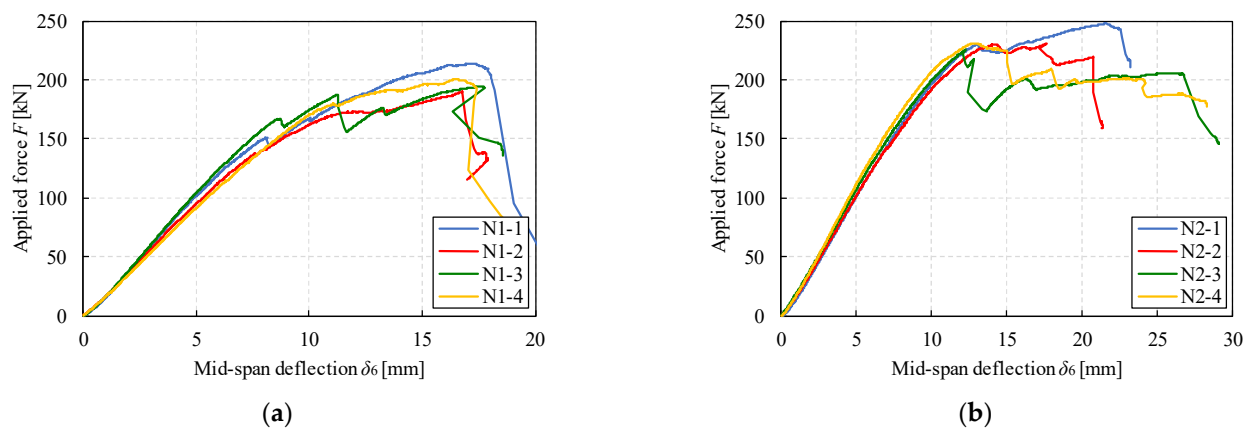 250
200
150
100
50
0
Applied force F [kN]
N1-1
N1-2
N1-3
N1-4
0 5 10 15 20
Mid-span deflection δ6 [mm]
(a)
250
200
150
100
50
0
Applied force F [kN]
N2-1
N2-2
N2-3
N2-4
0 5 10 15 20 25 30
Mid-span deflection δ6 [mm]
(b)